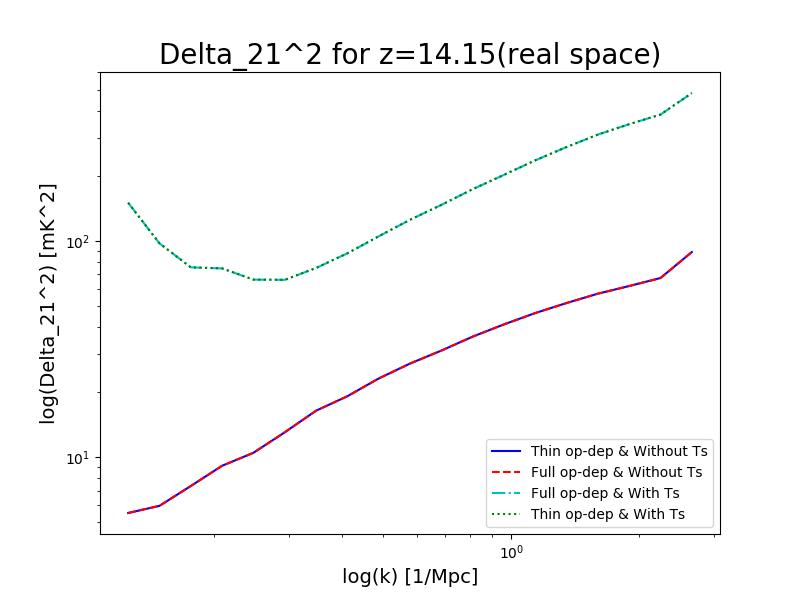 Delta_21^2 for z=14.15(real space)
log(Delta_21^2) [mK^2]
10^2
10^1
Thin op-dep & Without Ts
Full op-dep & Without Ts
Full op-dep & With Ts
Thin op-dep & With Ts
10^0
log(k) [1/Mpc]